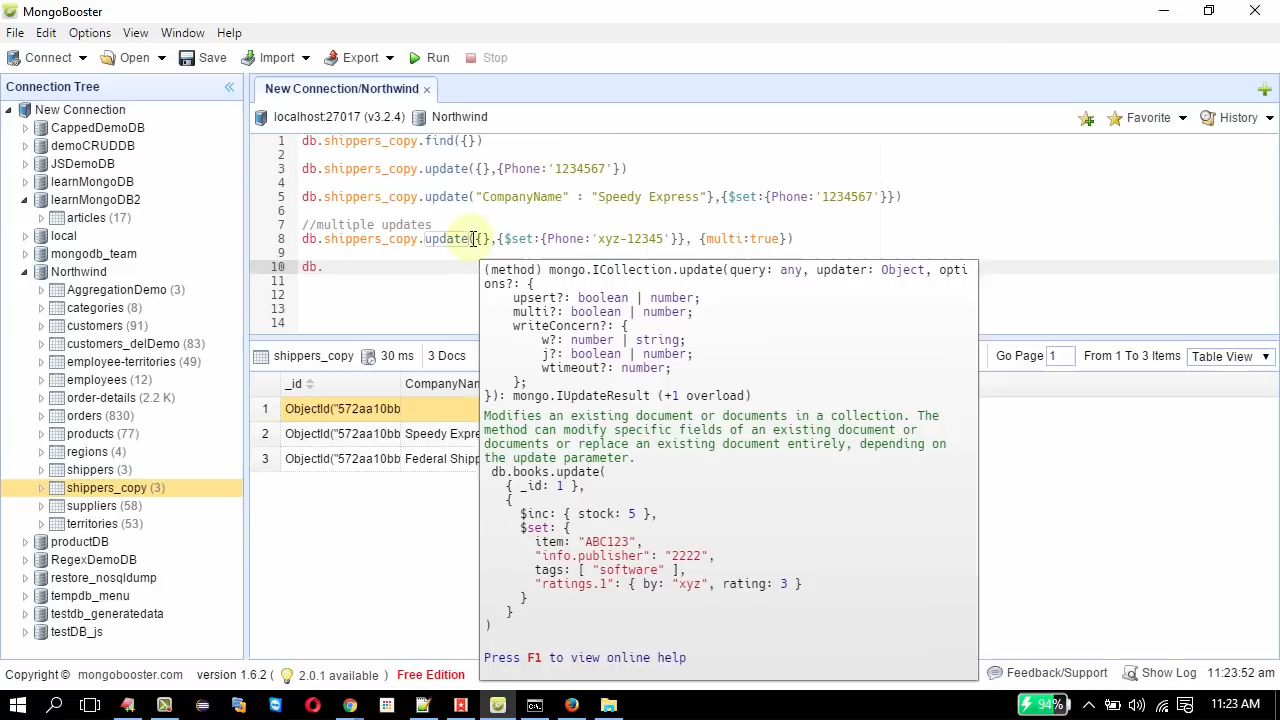 MongoBooster
File Edit Options View Window Help
Connect Open Save Import Export Run Stop
Connection Tree
New Connection
CappedDemoDB
demoCRUDDB
JSDemoDB
learnMongoDB
learnMongoDB2
articles (17)
local
mongodb_team
Northwind
AggregationDemo (3)
categories (8)
customers (91)
customers_delDemo (83)
employee-territories (49)
employees (12)
order-details (2.2 K)
orders (830)
products (77)
regions (4)
shippers (3)
shippers_copy (3)
suppliers (58)
territories (53)
productDB
RegexDemoDB
restore_nosqldump
tempdb_menu
testdb_generatedata
testDB_js
New Connection/Northwind
localhost:27017 (v3.2.4) Northwind Favorite History
1 db.shippers_copy.find({})
2
3 db.shippers_copy.update({},{Phone:'1234567'})
4
5 db.shippers_copy.update("CompanyName" : "Speedy Express"},{$set:{Phone:'1234567'}})
6
7 //multiple updates
8 db.shippers_copy.update({},{$set:{Phone:'xyz-12345'}}, {multi:true})
9
10 db.
11
12
13
14
(method) mongo.ICollection.update(query: any, updater: Object, opti
ons?: {
upsert?: boolean | number;
multi?: boolean | number;
writeConcern?: {
w?: number | string;
j?: boolean | number;
wtimeout?: number;
};
}): mongo.IUpdateResult (+1 overload)
Modifies an existing document or documents in a collection. The
method can modify specific fields of an existing document or
documents or replace an existing document entirely, depending on
the update parameter.
db.books.update(
{ _id: 1 },
{
$inc: { stock: 5 },
$set: {
item: "ABC123",
"info.publisher": "2222",
tags: [ "software" ],
"ratings.1": { by: "xyz", rating: 3 }
}
}
)
Press F1 to view online help
shippers_copy 30 ms 3 Docs Go Page 1 From 1 To 3 Items Table View
_id CompanyNam
1 ObjectId("572aa10bb
2 ObjectId("572aa10bb Speedy Expre
3 ObjectId("572aa10bb Federal Shipp
Copyright © mongobooster.com version 1.6.2 ( 2.0.1 available ) Free Edition Feedback/Support Show Log 11:23:52 am
94% 11:23 AM